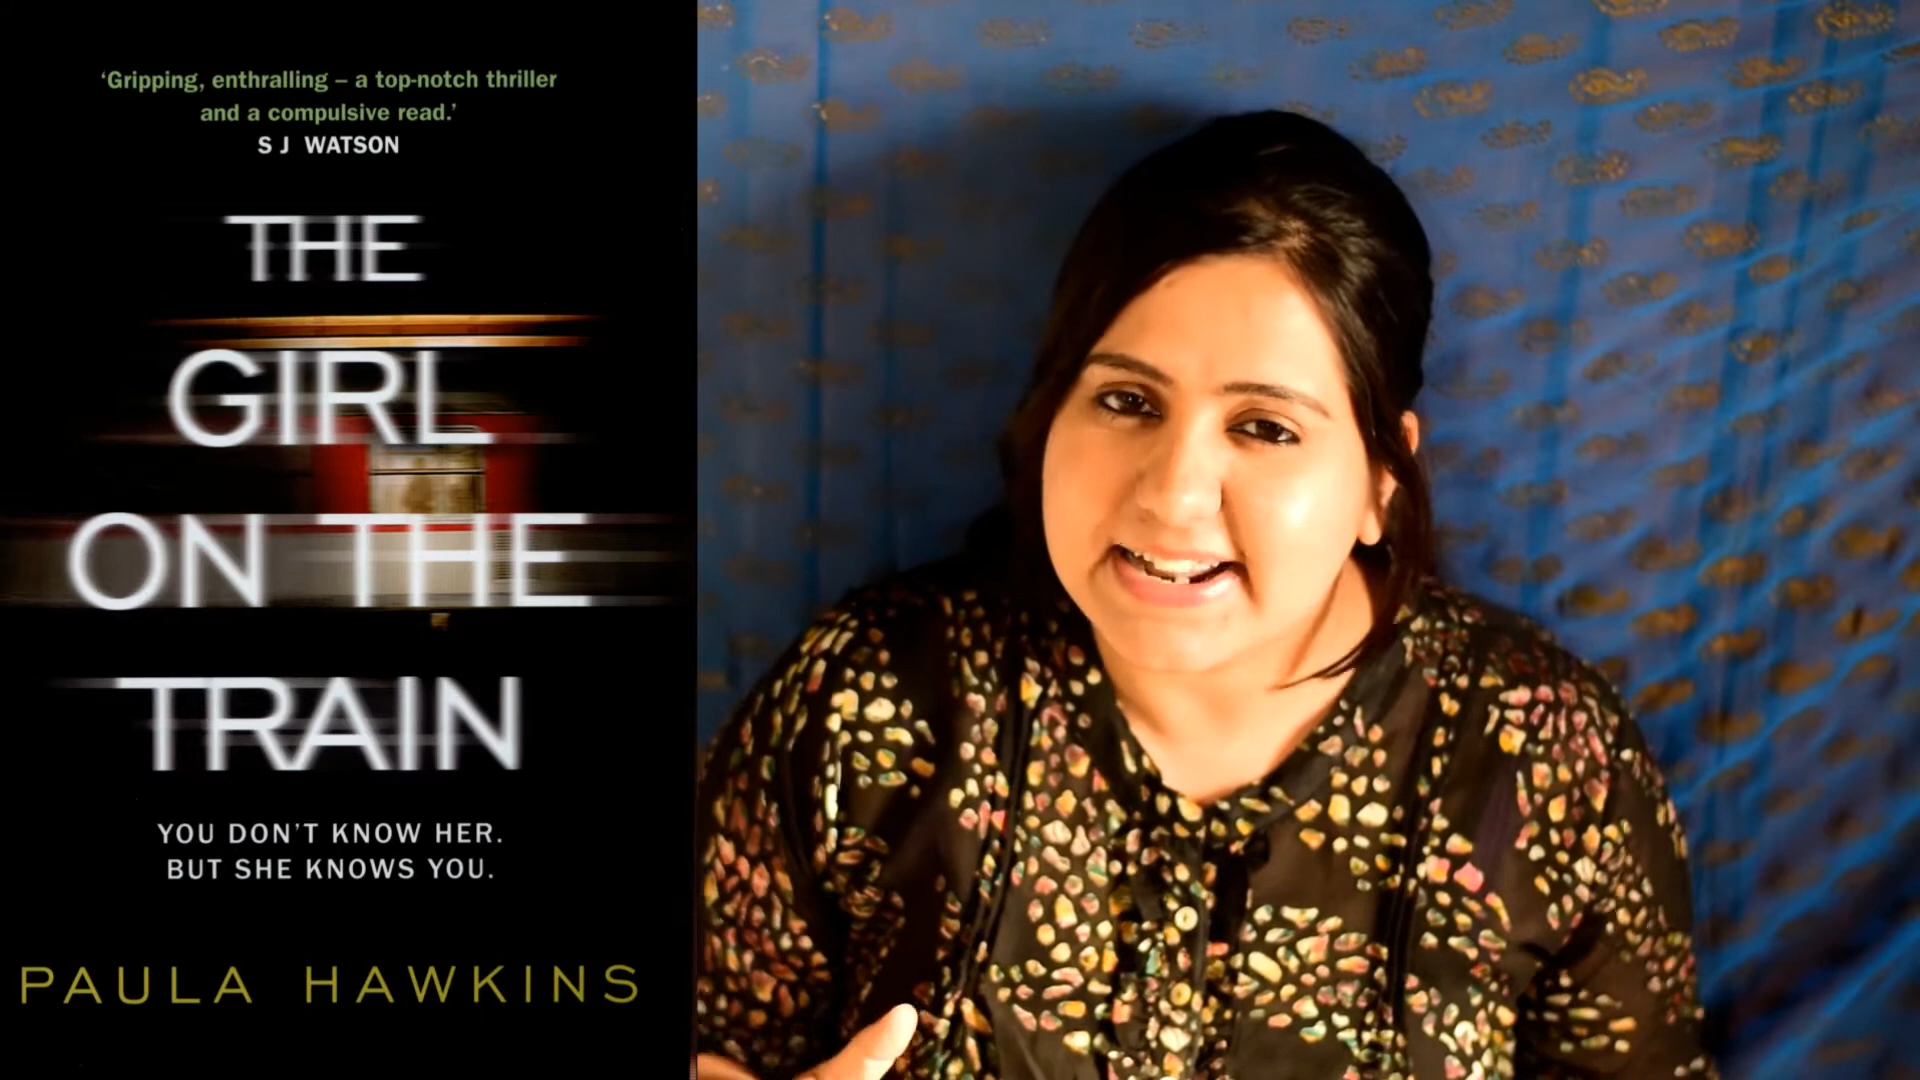 ‘Gripping, enthralling – a top-notch thriller
and a compulsive read.’
S J WATSON
THE
GIRL
ON THE
TRAIN
YOU DON’T KNOW HER.
BUT SHE KNOWS YOU.
PAULA HAWKINS